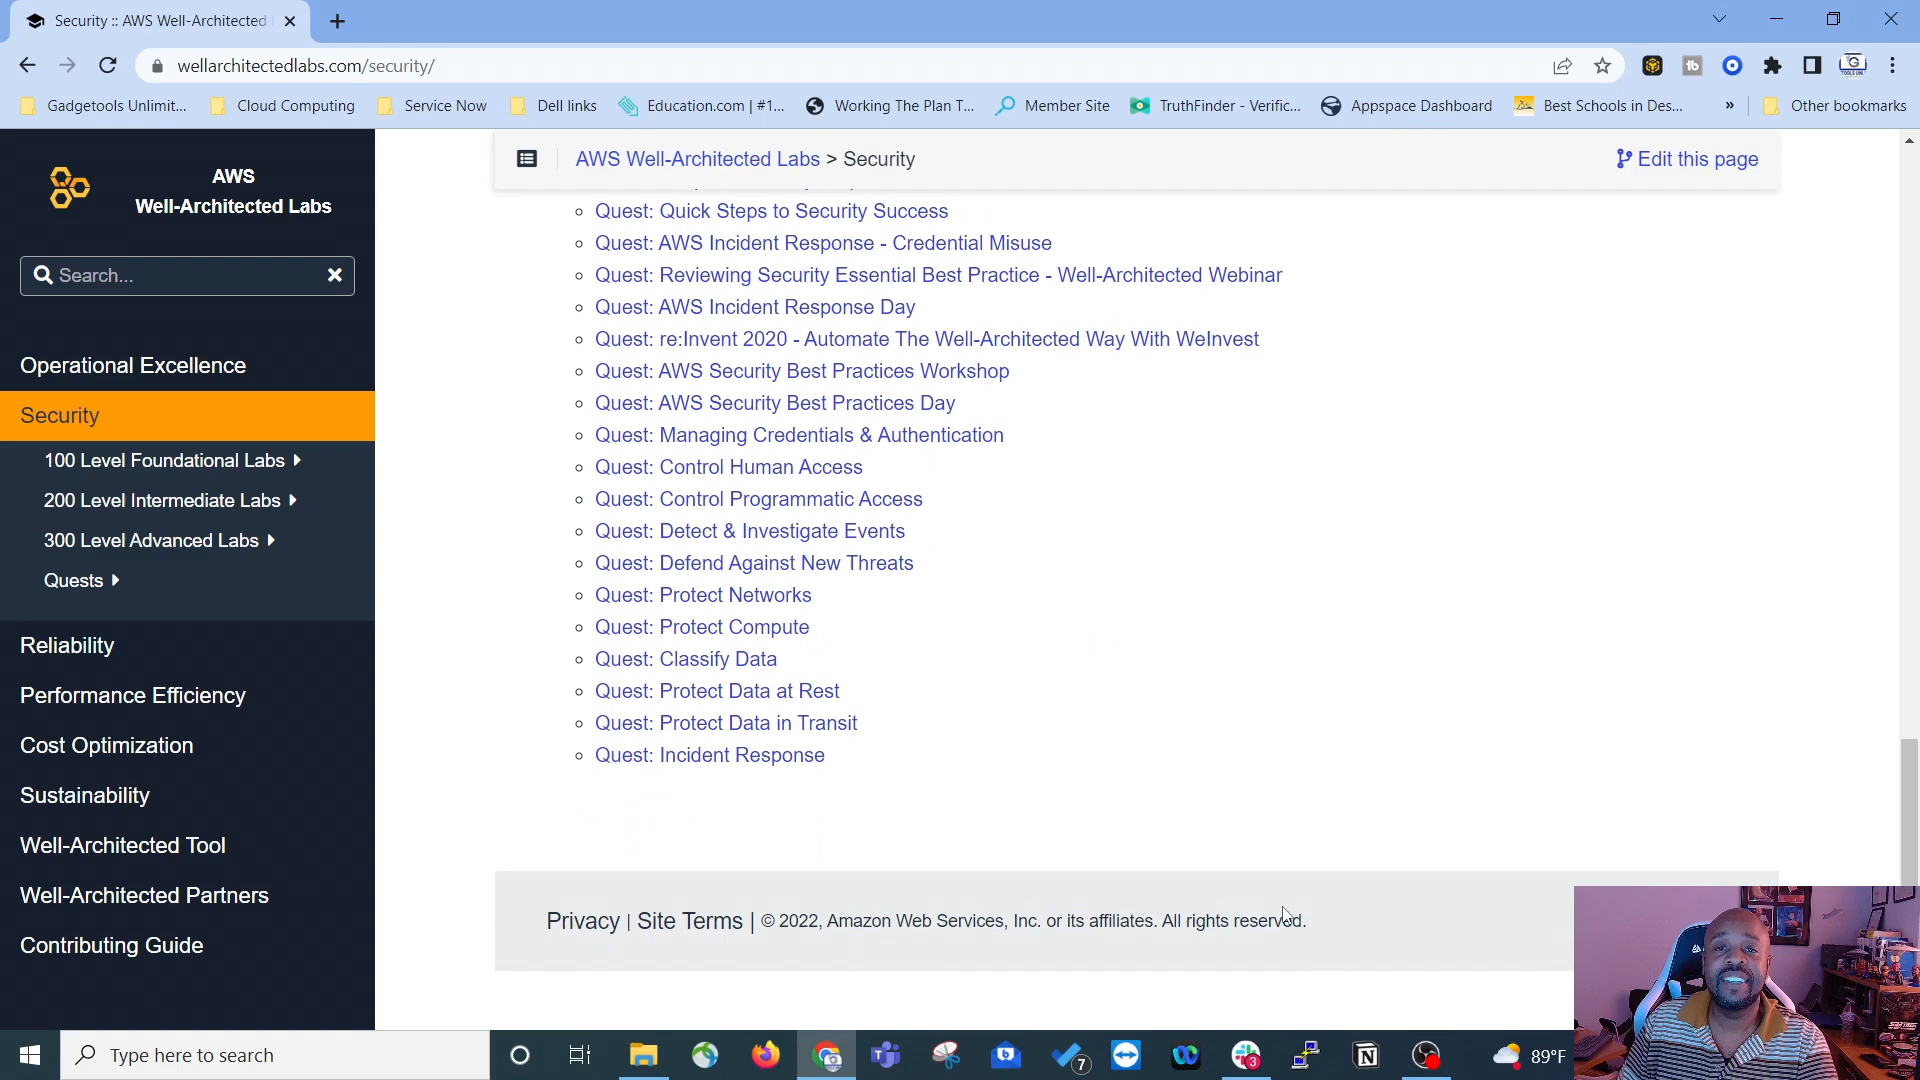 Security :: AWS Well-Architected
wellarchitectedlabs.com/security/
Gadgetools Unlimit...
Cloud Computing
Service Now
Dell links
Education.com | #1...
Working The Plan T...
Member Site
TruthFinder - Verific...
Appspace Dashboard
Best Schools in Des...
»
Other bookmarks
AWS
Well-Architected Labs
Search...
Operational Excellence
Security
100 Level Foundational Labs
200 Level Intermediate Labs
300 Level Advanced Labs
Quests
Reliability
Performance Efficiency
Cost Optimization
Sustainability
Well-Architected Tool
Well-Architected Partners
Contributing Guide
AWS Well-Architected Labs > Security
Edit this page
Quest: Quick Steps to Security Success
Quest: AWS Incident Response - Credential Misuse
Quest: Reviewing Security Essential Best Practice - Well-Architected Webinar
Quest: AWS Incident Response Day
Quest: re:Invent 2020 - Automate The Well-Architected Way With WeInvest
Quest: AWS Security Best Practices Workshop
Quest: AWS Security Best Practices Day
Quest: Managing Credentials & Authentication
Quest: Control Human Access
Quest: Control Programmatic Access
Quest: Detect & Investigate Events
Quest: Defend Against New Threats
Quest: Protect Networks
Quest: Protect Compute
Quest: Classify Data
Quest: Protect Data at Rest
Quest: Protect Data in Transit
Quest: Incident Response
Privacy | Site Terms | © 2022, Amazon Web Services, Inc. or its affiliates. All rights reserved.
Type here to search
7
3
89°F